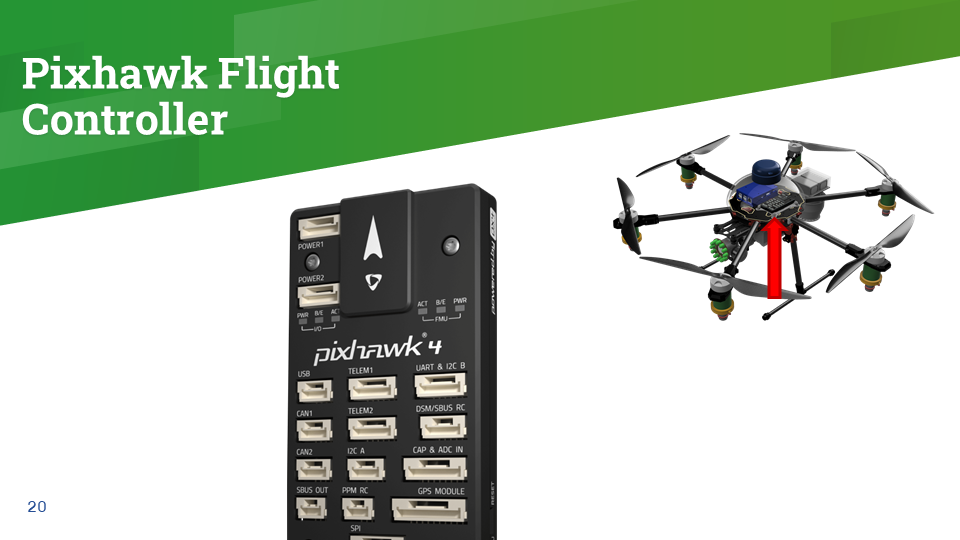 Pixhawk Flight
Controller
POWER1
POWER2
PWR B/E ACT
I/O
ACT B/E PWR
FMU
pixhawk® 4
USB
TELEM1
UART & I2C B
CAN1
TELEM2
DSM/SBUS RC
CAN2
I2C A
CAP & ADC IN
SBUS OUT
PPM RC
GPS MODULE
SPI
RESET
20